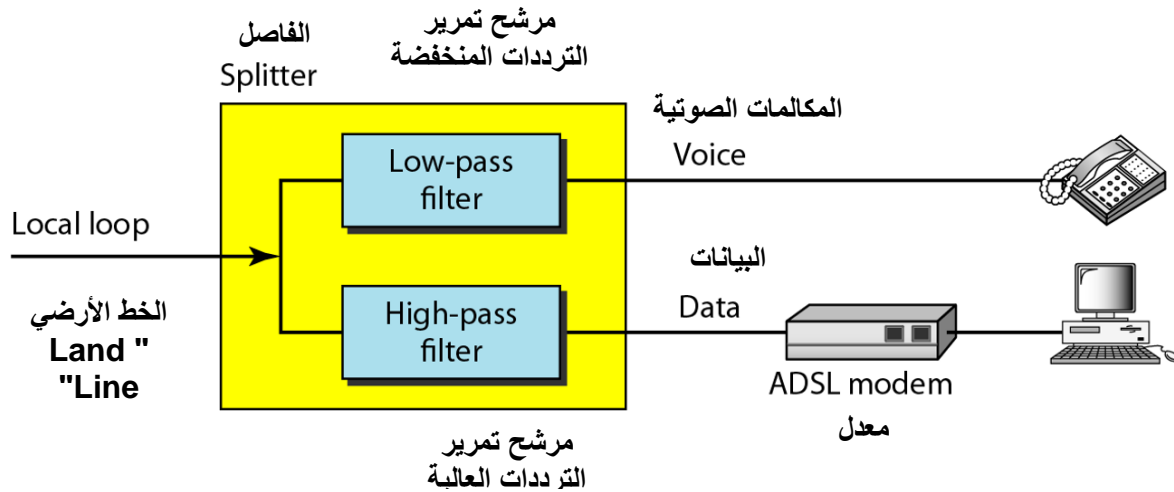 الفاصل
Splitter
مرشح تمرير
الترددات المنخفضة
Low-pass
filter
المكالمات الصوتية
Voice
Local loop
الخط الأرضي
Land "
"Line
High-pass
filter
البيانات
Data
ADSL modem
معدل
مرشح تمرير
الترددات العالية